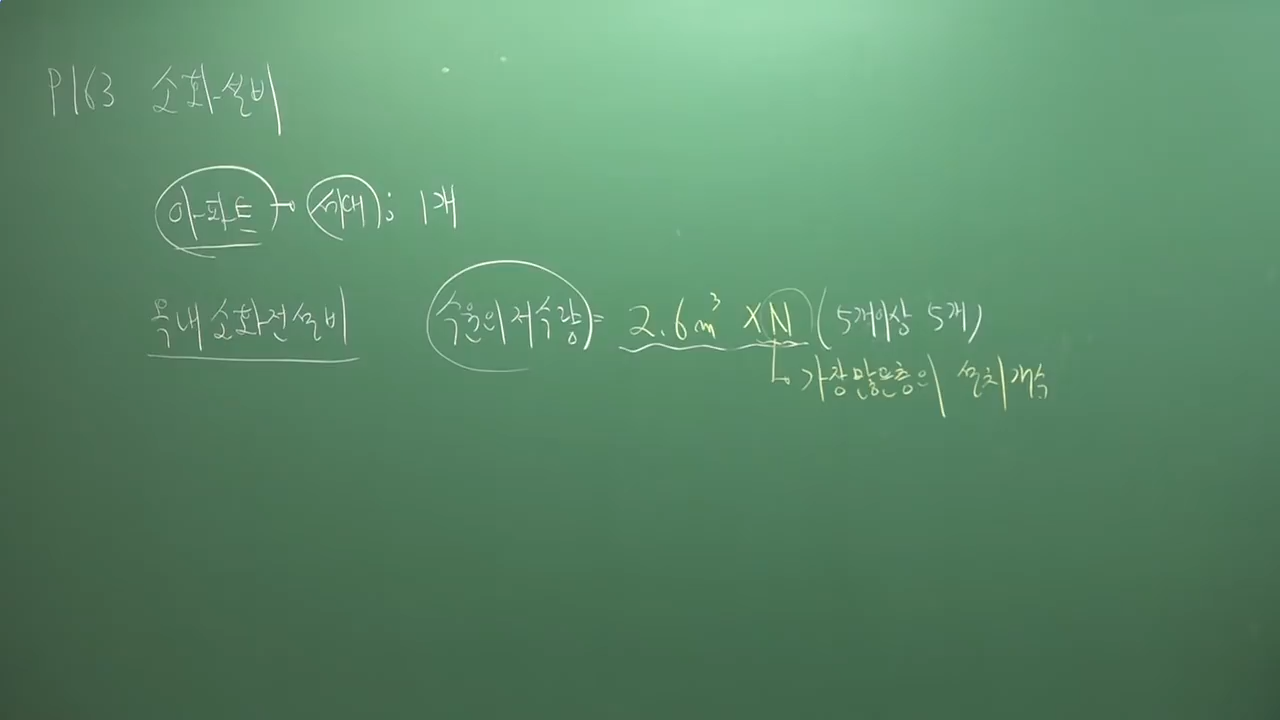 P163 소화설비
아파트 → 세대 ; 1개
옥내소화전설비 수원의저수량 = 2.6m³ × N (5개이상 5개)
가장많은층의 설치개수